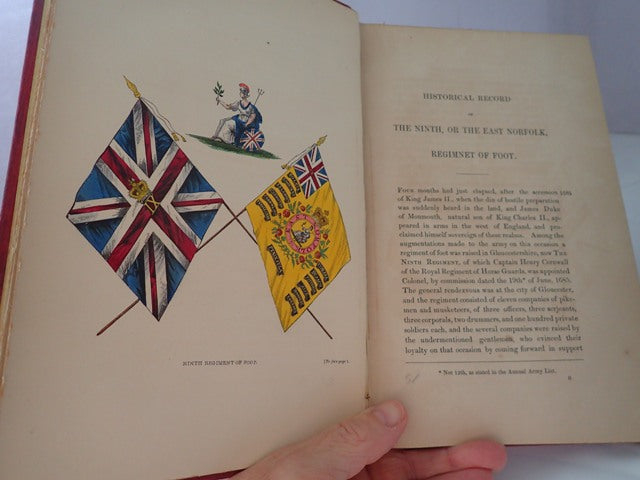 IX
NINTH REGIMENT OF FOOT.
[To face page 1.
HISTORICAL RECORD
OF
THE NINTH, OR THE EAST NORFOLK,
REGIMNET OF FOOT.
FOUR months had just elapsed, after the accession 1685
of King James II., when the din of hostile preparation
was suddenly heard in the land, and James Duke
of Monmouth, natural son of King Charles II., ap-
peared in arms in the west of England, and pro-
claimed himself sovereign of these realms. Among the
augmentations made to the army on this occasion a
regiment of foot was raised in Gloucestershire, now THE
NINTH REGIMENT, of which Captain Henry Cornwall
of the Royal Regiment of Horse Guards, was appointed
Colonel, by commission dated the 19th* of June, 1685.
The general rendezvous was at the city of Gloucester,
and the regiment consisted of eleven companies of pike-
men and musketeers, of three officers, three serjeants,
three corporals, two drummers, and one hundred private
soldiers each, and the several companies were raised by
the undermentioned gentlemen, who evinced their
loyalty on that occasion by coming forward in support
* Not 12th, as stated in the Annual Army List.
B